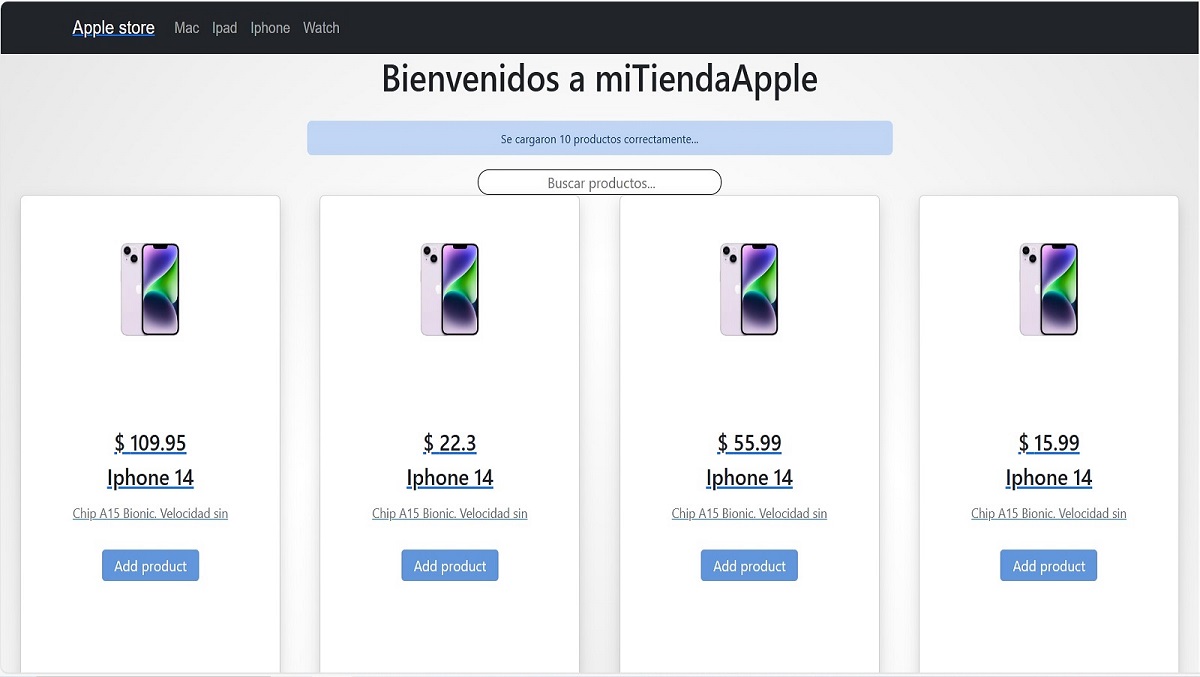 Apple store Mac Ipad Iphone Watch
Bienvenidos a miTiendaApple
Se cargaron 10 productos correctamente...
Buscar productos...
$ 109.95
Iphone 14
Chip A15 Bionic. Velocidad sin
Add product
$ 22.3
Iphone 14
Chip A15 Bionic. Velocidad sin
Add product
$ 55.99
Iphone 14
Chip A15 Bionic. Velocidad sin
Add product
$ 15.99
Iphone 14
Chip A15 Bionic. Velocidad sin
Add product